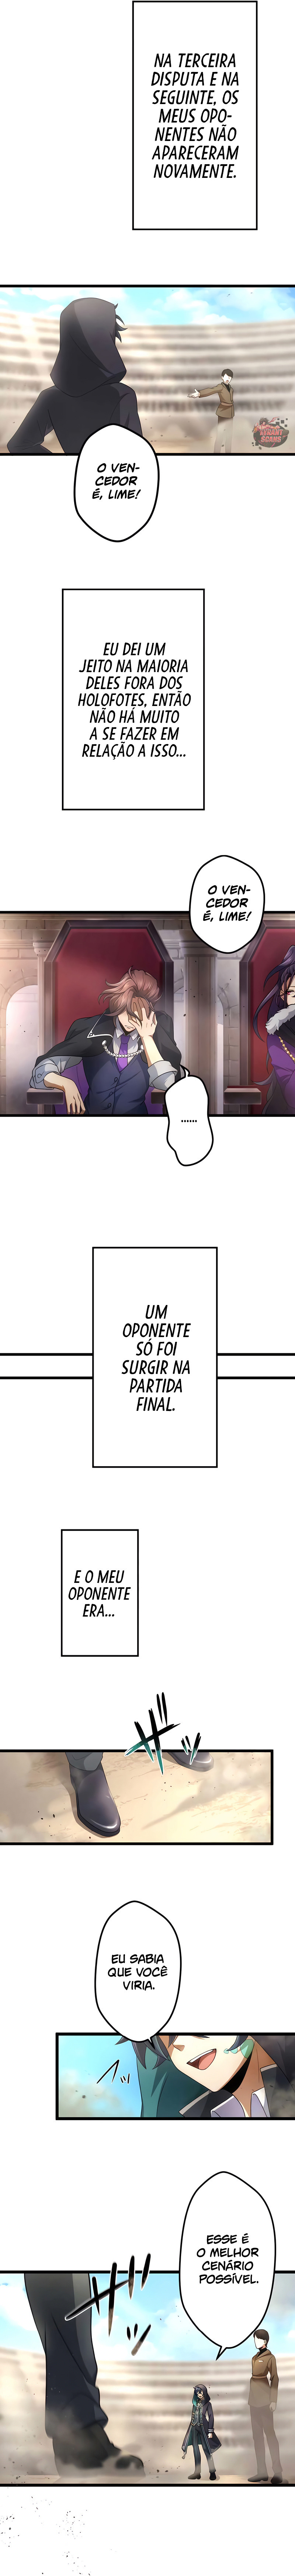 NA TERCEIRA
DISPUTA E NA
SEGUINTE, OS
MEUS OPO-
NENTES NÃO
APARECERAM
NOVAMENTE.
O VEN-
CEDOR
É, LIME!
EU DEI UM
JEITO NA MAIORIA
DELES FORA DOS
HOLOFOTES, ENTÃO
NÃO HÁ MUITO
A SE FAZER EM
RELAÇÃO A ISSO...
O VEN-
CEDOR
É, LIME!
......
UM
OPONENTE
SÓ FOI
SURGIR NA
PARTIDA
FINAL.
E O MEU
OPONENTE
ERA...
EU SABIA
QUE VOCÊ
VIRIA.
ESSE É
O MELHOR
CENÁRIO
POSSÍVEL.